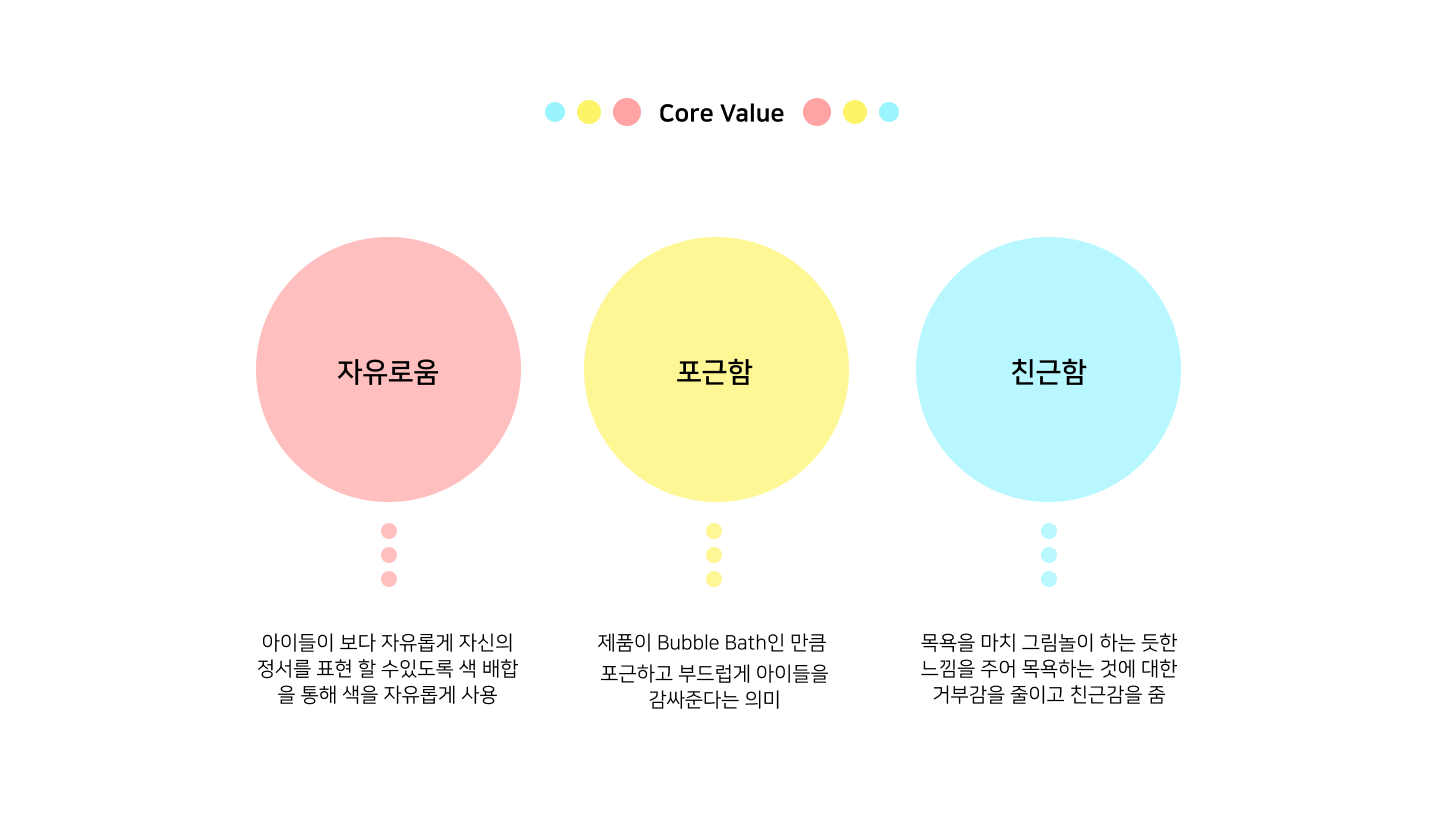 Core Value
자유로움
포근함
친근함
아이들이 보다 자유롭게 자신의
정서를 표현 할 수있도록 색 배합
을 통해 색을 자유롭게 사용
제품이 Bubble Bath인 만큼
포근하고 부드럽게 아이들을
감싸준다는 의미
목욕을 마치 그림놀이 하는 듯한
느낌을 주어 목욕하는 것에 대한
거부감을 줄이고 친근감을 줌